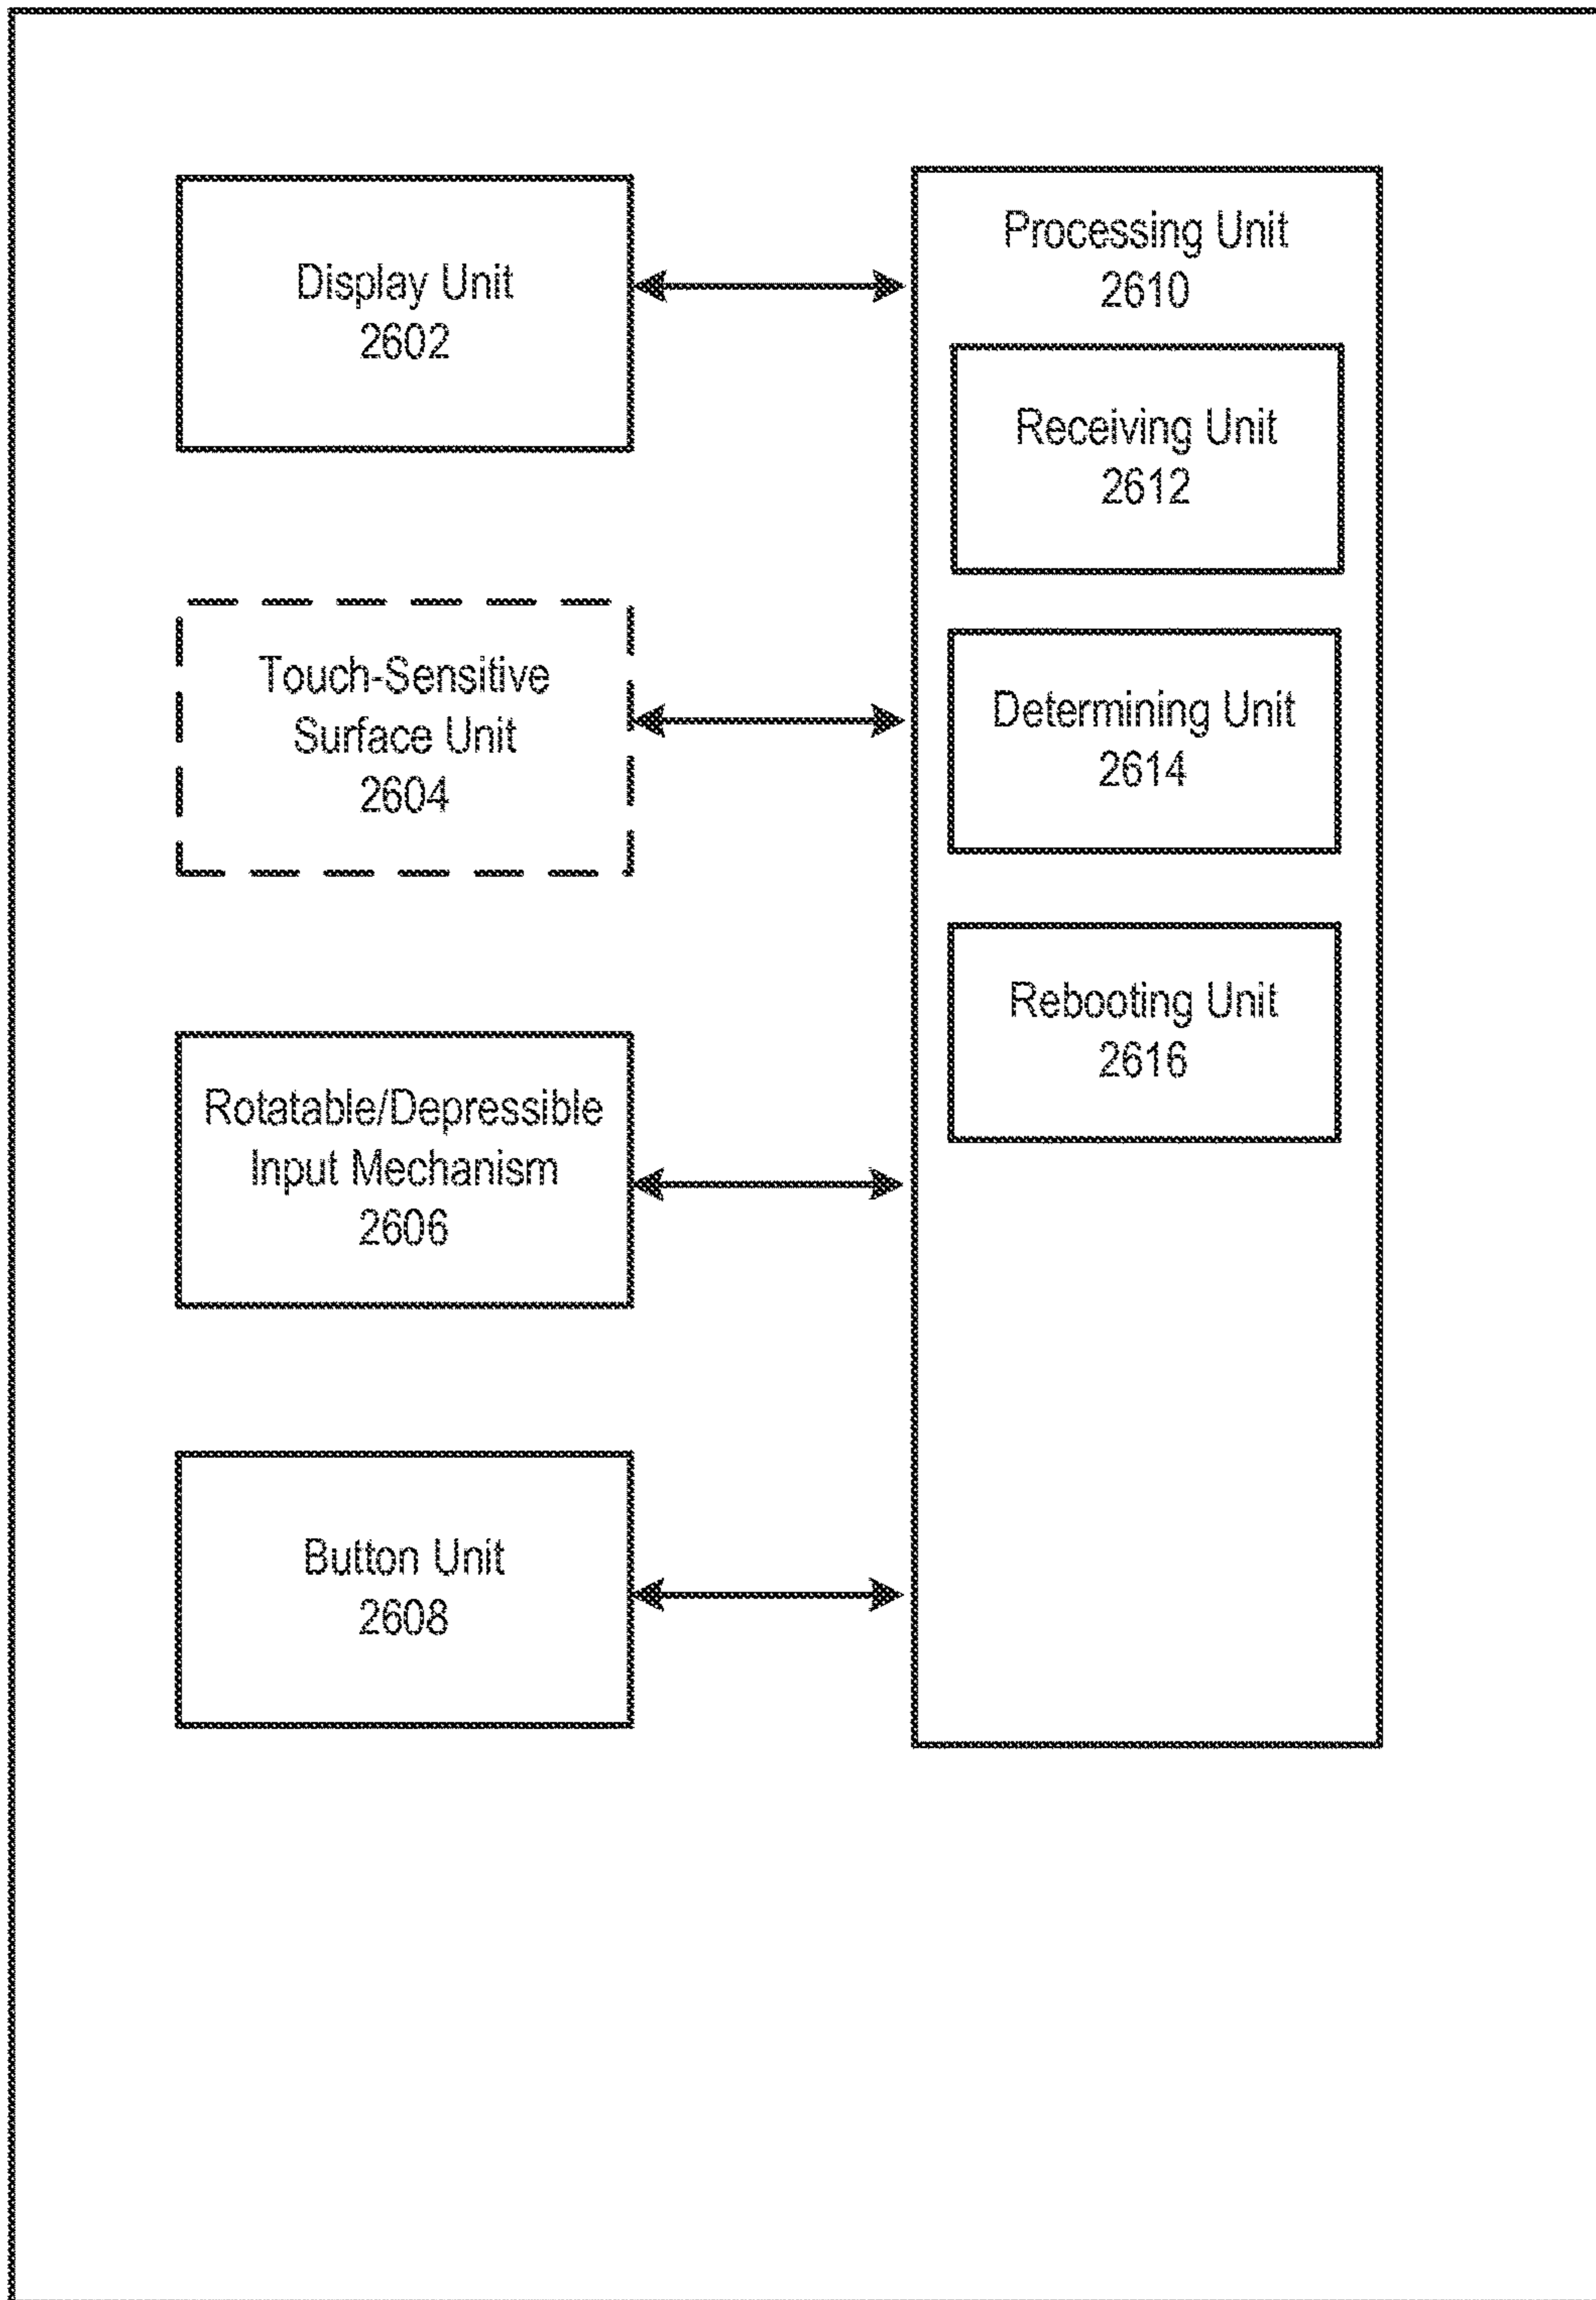 Display Unit
2602
Touch-Sensitive
Surface Unit
2604
Rotatable/Depressible
Input Mechanism
2606
Button Unit
2608
Processing Unit
2610
Receiving Unit
2612
Determining Unit
2614
Rebooting Unit
2616